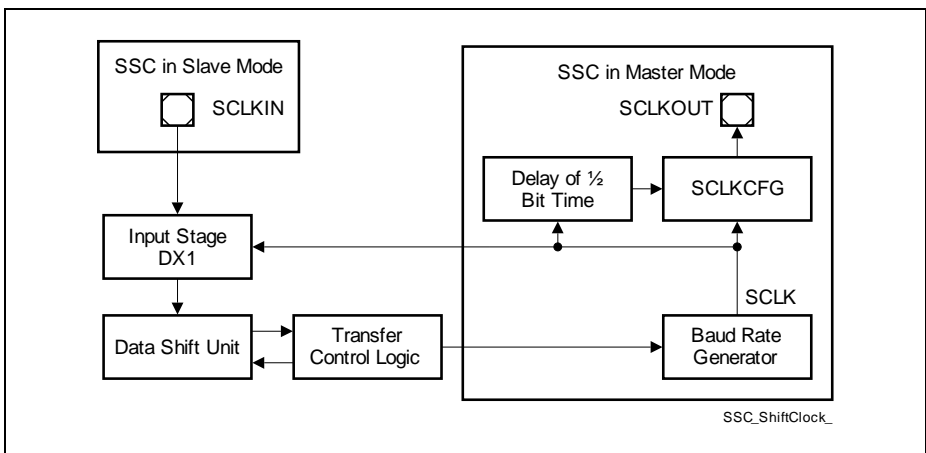 SSC in Slave Mode
SCLKIN
SSC in Master Mode
SCLKOUT
Delay of ½
Bit Time
SCLKCFG
Input Stage
DX1
SCLK
Data Shift Unit
Transfer
Control Logic
Baud Rate
Generator
SSC_ShiftClock_